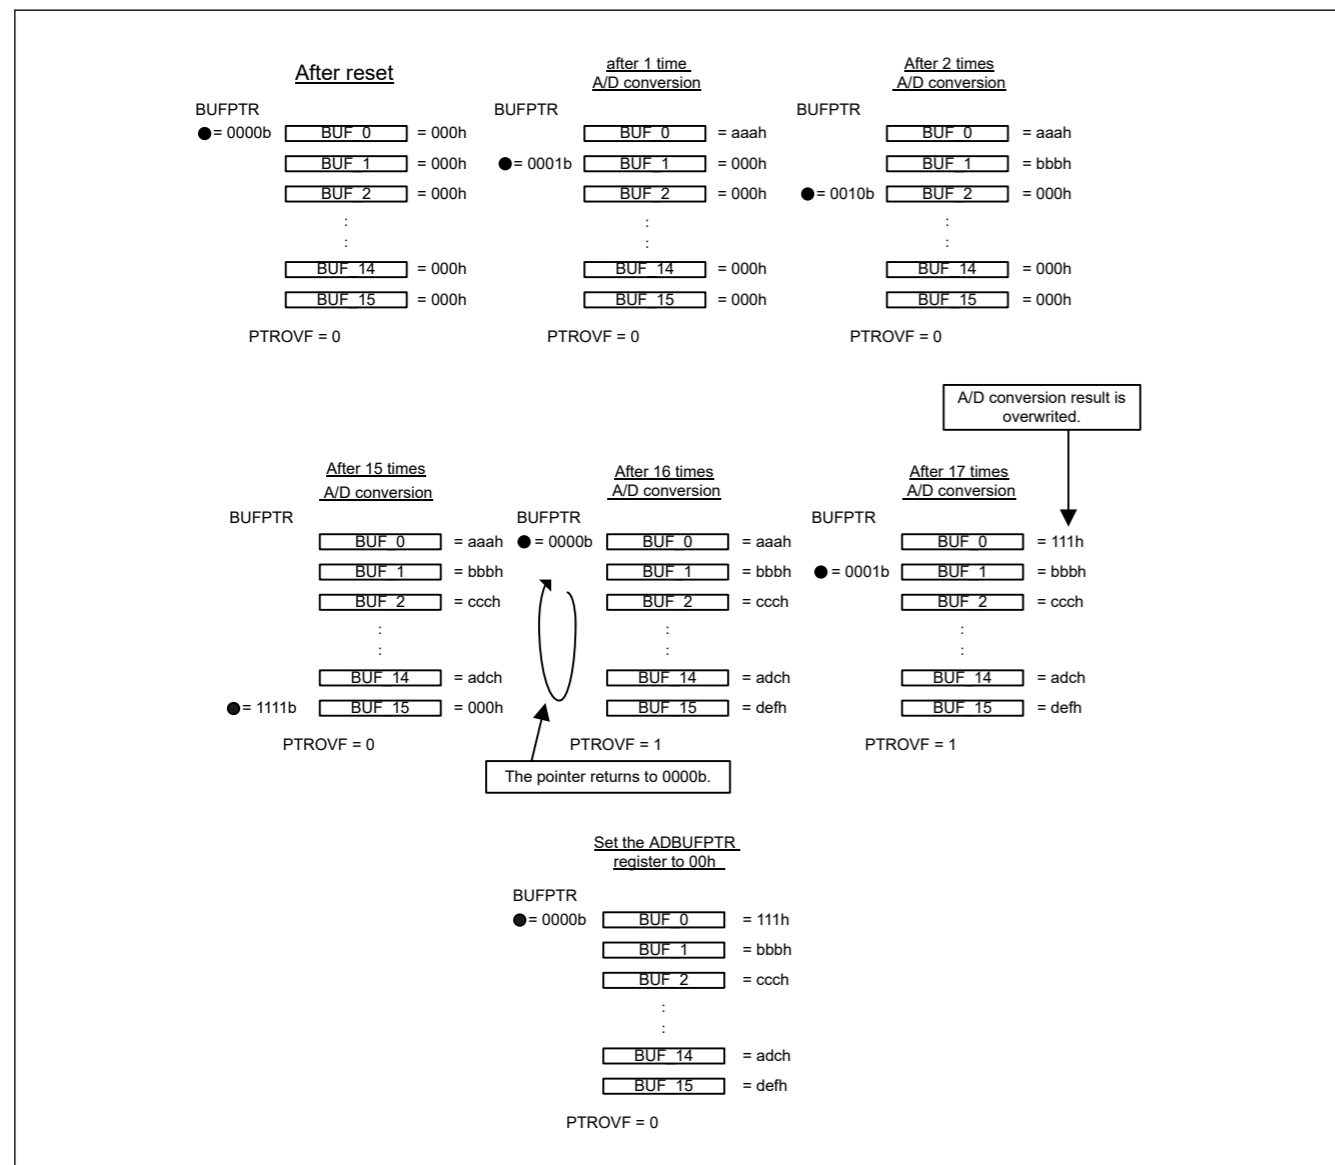 After reset
BUFPTR
●= 0000b BUF_0 = 000h
BUF_1 = 000h
BUF_2 = 000h
:
:
BUF_14 = 000h
BUF_15 = 000h
PTROVF = 0
after 1 time
A/D conversion
BUFPTR
BUF_0 = aaah
●= 0001b BUF_1 = 000h
BUF_2 = 000h
:
:
BUF_14 = 000h
BUF_15 = 000h
PTROVF = 0
After 2 times
A/D conversion
BUFPTR
BUF_0 = aaah
BUF_1 = bbbh
●= 0010b BUF_2 = 000h
:
:
BUF_14 = 000h
BUF_15 = 000h
PTROVF = 0
After 15 times
A/D conversion
BUFPTR
BUF_0 = aaah
BUF_1 = bbbh
BUF_2 = ccch
:
:
BUF_14 = adch
●= 1111b BUF_15 = 000h
PTROVF = 0
After 16 times
A/D conversion
BUFPTR
● = 0000b BUF_0 = aaah
BUF_1 = bbbh
BUF_2 = ccch
:
:
BUF_14 = adch
BUF_15 = defh
PTROVF = 1
The pointer returns to 0000b.
A/D conversion result is
overwrited.
After 17 times
A/D conversion
BUFPTR
BUF_0 = 111h
● = 0001b BUF_1 = bbbh
BUF_2 = ccch
:
:
BUF_14 = adch
BUF_15 = defh
PTROVF = 1
Set the ADBUFPTR
register to 00h
BUFPTR
●= 0000b BUF_0 = 111h
BUF_1 = bbbh
BUF_2 = ccch
:
:
BUF_14 = adch
BUF_15 = defh
PTROVF = 0